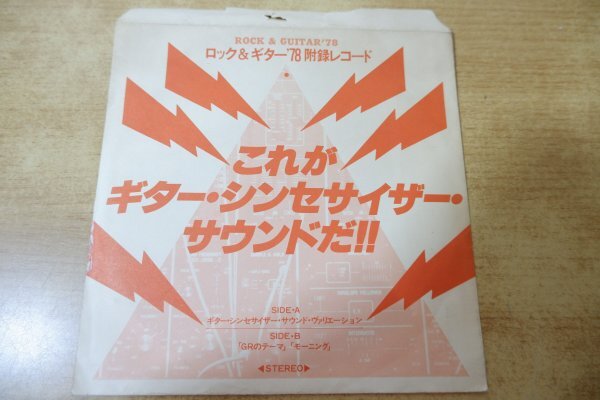 ROCK & GUITAR'78
ロック&ギター'78 附録レコード
これが
ギター・シンセサイザー・
サウンドだ!!
SIDE・A
ギター・シンセサイザー・サウンド・ヴァリエーション
SIDE・B
「GRのテーマ」「モーニング」
◀STEREO▶